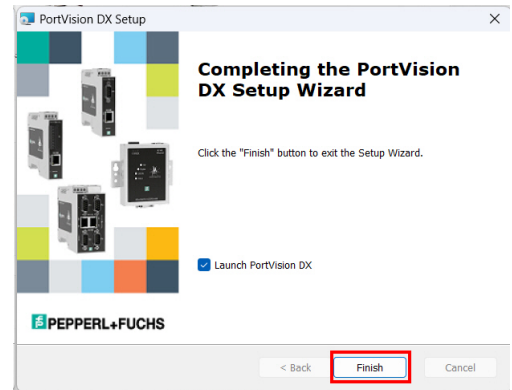 PortVision DX Setup
Completing the PortVision
DX Setup Wizard
Click the "Finish" button to exit the Setup Wizard.
Launch PortVision DX
PEPPERL+FUCHS
< Back
Finish
Cancel